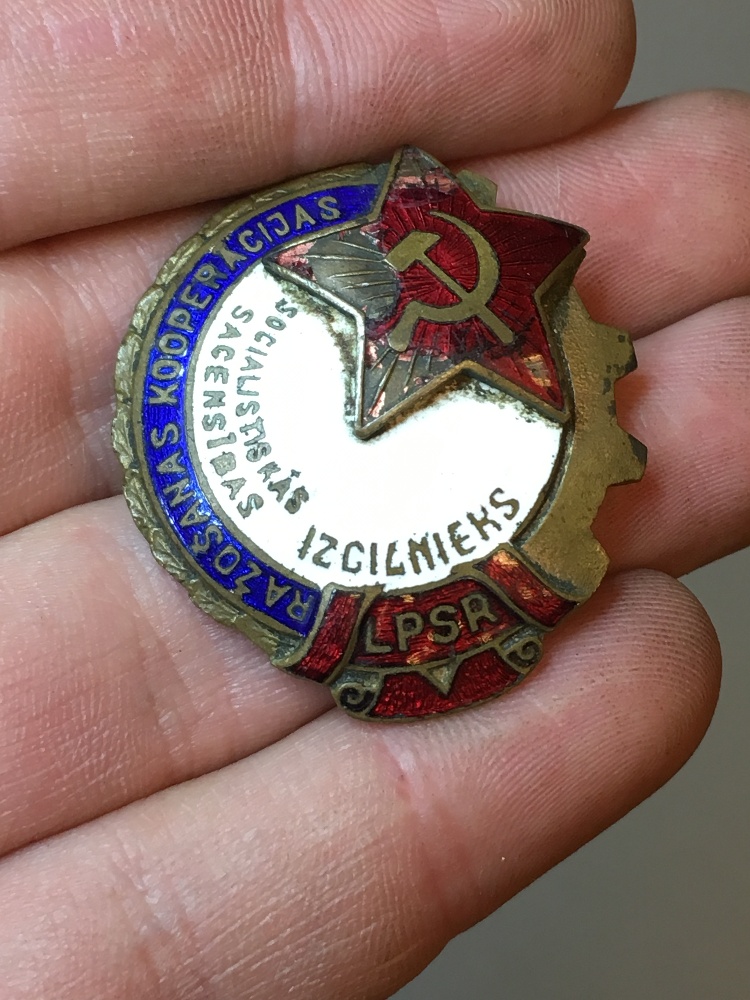 RAŽOŠANAS KOOPERĀCIJAS
SOCIALISTISKĀS
SACENSĪBAS
IZCILNIEKS
LPSR